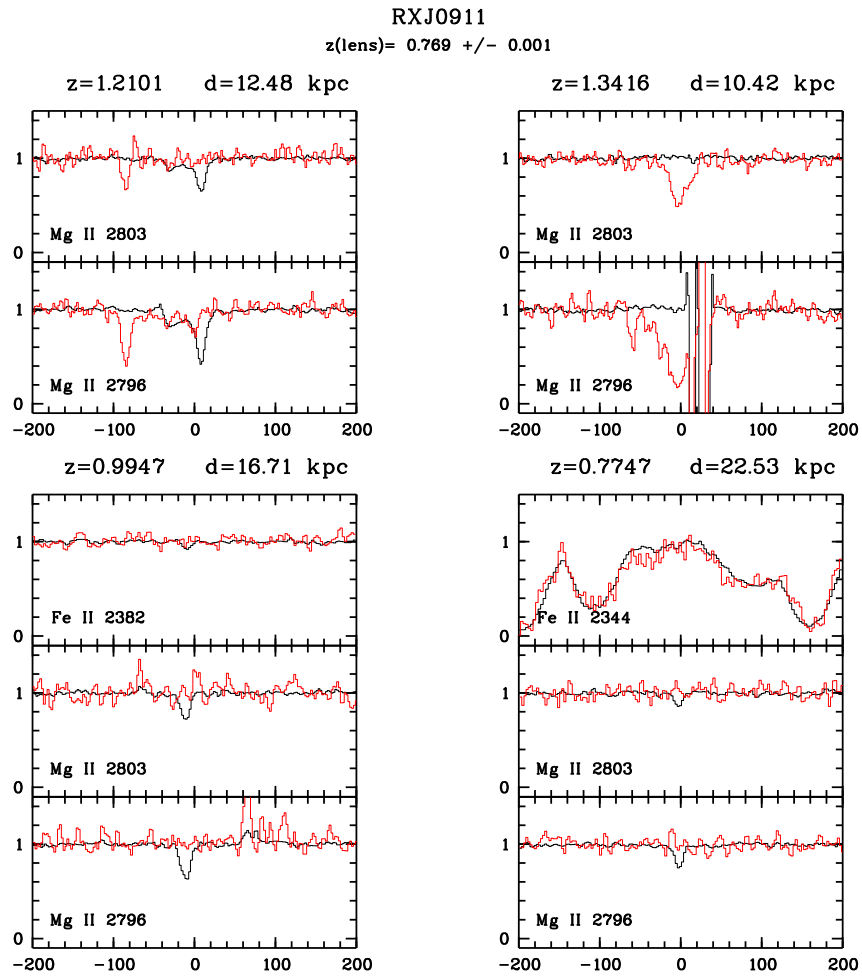 RXJ0911
z(lens)= 0.769 +/- 0.001
z=1.2101 d=12.48 kpc
1
Mg II 2803
0
1
Mg II 2796
0
-200 -100 0 100 200
z=1.3416 d=10.42 kpc
1
Mg II 2803
0
1
Mg II 2796
0
-200 -100 0 100 200
z=0.9947 d=16.71 kpc
1
Fe II 2382
0
1
Mg II 2803
0
1
Mg II 2796
0
-200 -100 0 100 200
z=0.7747 d=22.53 kpc
1
Fe II 2344
0
1
Mg II 2803
0
1
Mg II 2796
0
-200 -100 0 100 200